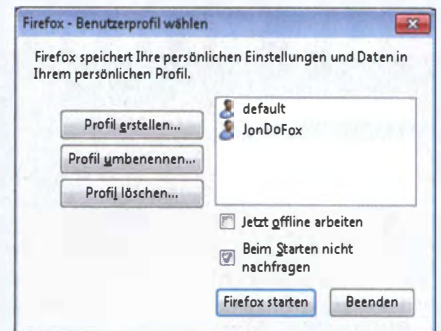 Firefox - Benutzerprofil wählen
Firefox speichert Ihre persönlichen Einstellungen und Daten in
Ihrem persönlichen Profil.
Profil erstellen...
Profil umbenennen...
Profil löschen...
default
JonDoFox
Jetzt offline arbeiten
Beim Starten nicht
nachfragen
Firefox starten
Beenden